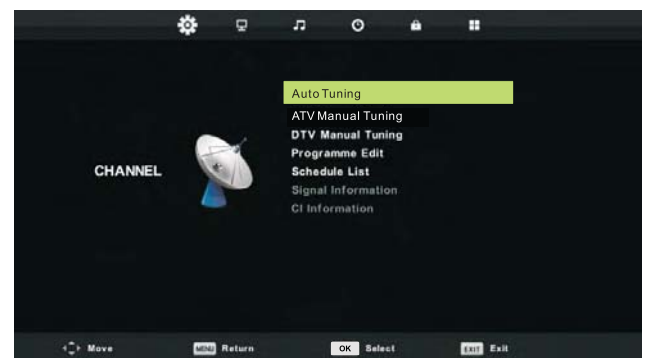 Auto Tuning
ATV Manual Tuning
DTV Manual Tuning
Programme Edit
CHANNEL
Schedule List
Signal Information
CI Information
Move
MENU Return
OK Select
EXIT Exit